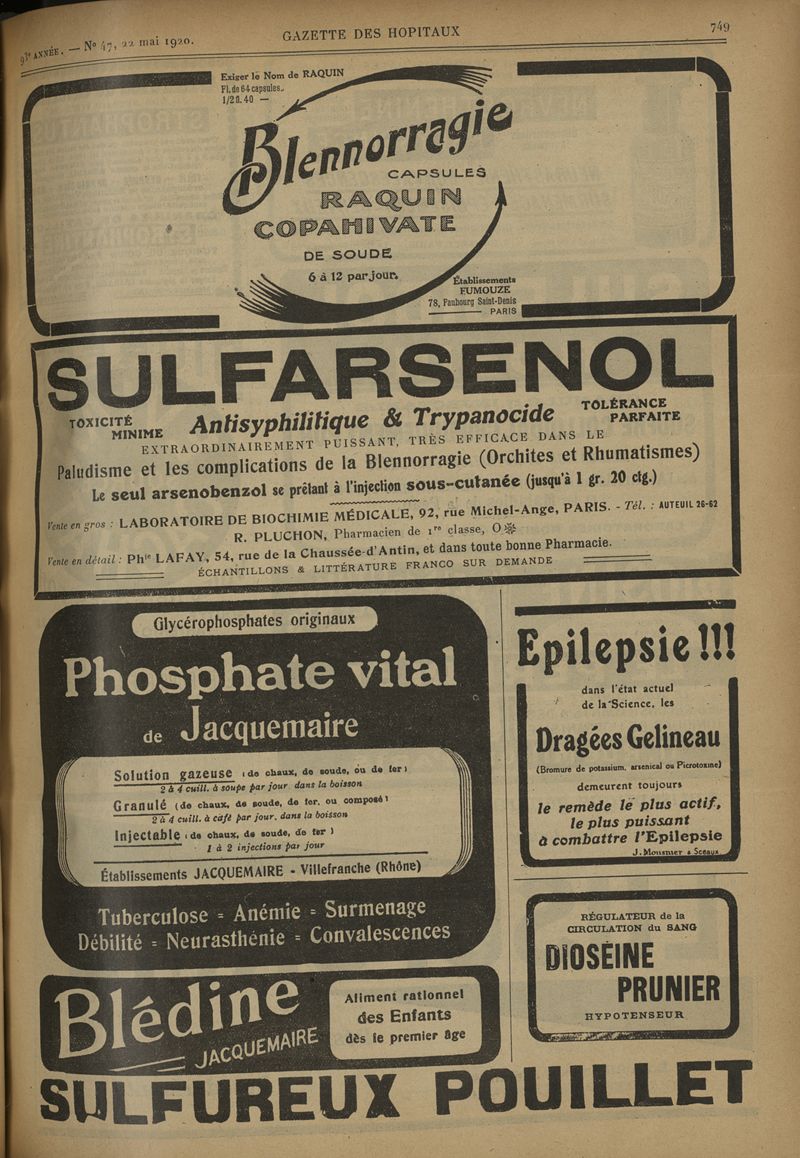 93e ANNÉE. — No 47, 22 mai 1920.
GAZETTE DES HOPITAUX
749
Exiger le Nom de RAQUIN
Fl. de 64 capsules.
1/2 fl. 40 —
Blennorragie
CAPSULES
RAQUIN
COPAHIVATE
DE SOUDE
6 à 12 par jour.
Établissements
FUMOUZE
78, Faubourg Saint-Denis
PARIS
SULFARSENOL
TOXICITÉ
MINIME
Antisyphilitique & Trypanocide
TOLÉRANCE
PARFAITE
EXTRAORDINAIREMENT PUISSANT, TRÈS EFFICACE DANS LE
Paludisme et les complications de la Blennorragie (Orchites et Rhumatismes)
Le seul arsenobenzol se prêtant à l'injection sous-cutanée (jusqu'à 1 gr. 20 ctg.)
Vente en gros : LABORATOIRE DE BIOCHIMIE MÉDICALE, 92, rue Michel-Ange, PARIS. - Tél. : AUTEUIL 26-62
R. PLUCHON, Pharmacien de 1re classe, O ❉
Vente en détail : Phie LAFAY, 54, rue de la Chaussée-d'Antin, et dans toute bonne Pharmacie.
ÉCHANTILLONS & LITTÉRATURE FRANCO SUR DEMANDE
Glycérophosphates originaux
Phosphate vital
de Jacquemaire
Solution gazeuse (de chaux, de soude, ou de fer)
2 à 4 cuill. à soupe par jour dans la boisson
Granulé (de chaux, de soude, de fer, ou composé)
2 à 4 cuill. à café par jour, dans la boisson
Injectable (de chaux, de soude, de fer)
1 à 2 injections par jour
Établissements JACQUEMAIRE - Villefranche (Rhône)
Tuberculose = Anémie = Surmenage
Débilité = Neurasthénie = Convalescences
Blédine
JACQUEMAIRE
Aliment rationnel
des Enfants
dès le premier âge
Epilepsie!!!
dans l'état actuel
de la Science, les
Dragées Gelineau
(Bromure de potassium, arsenical ou Picrotoxine)
demeurent toujours
le remède le plus actif,
le plus puissant
à combattre l'Epilepsie
J. Mousnier à Sceaux
RÉGULATEUR de la
CIRCULATION du SANG
DIOSÉINE
PRUNIER
HYPOTENSEUR
SULFUREUX POUILLET